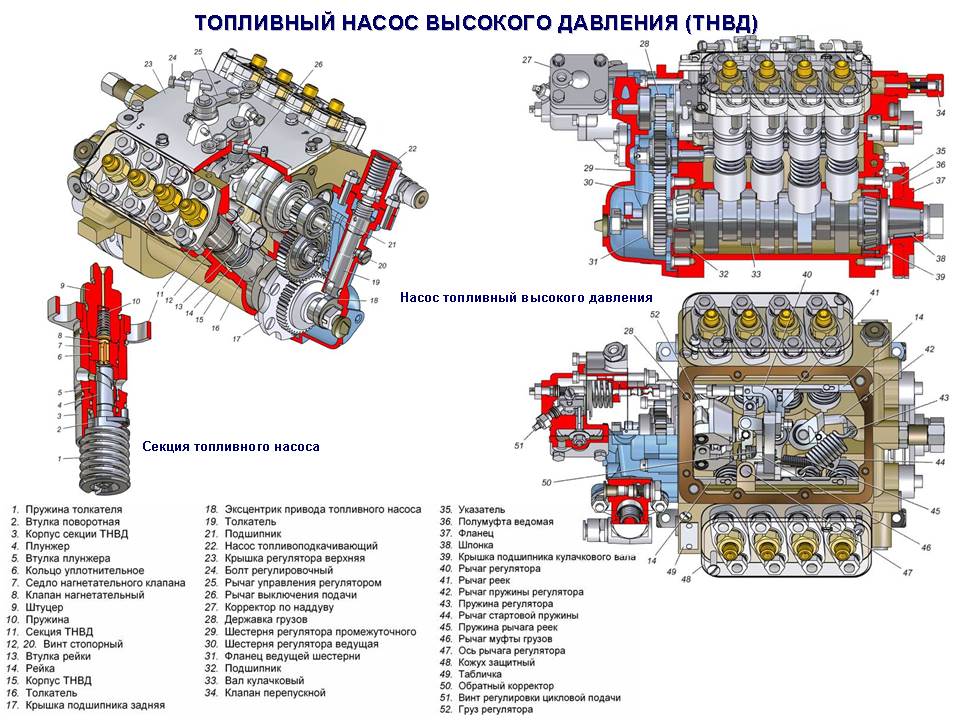 ТОПЛИВНЫЙ НАСОС ВЫСОКОГО ДАВЛЕНИЯ (ТНВД)
23
24
25
26
22
21
20
19
18
17
16
15
14
13
12
11
10
9
8
7
6
5
4
3
2
1
Секция топливного насоса
27
28
34
35
36
37
29
30
31
32
33
38
39
Насос топливный высокого давления
40
41
52
28
14
42
43
51
50
44
45
46
14
49
48
47
1. Пружина толкателя
2. Втулка поворотная
3. Корпус секции ТНВД
4. Плунжер
5. Втулка плунжера
6. Кольцо уплотнительное
7. Седло нагнетательного клапана
8. Клапан нагнетательный
9. Штуцер
10. Пружина
11. Секция ТНВД
12, 20. Винт стопорный
13. Втулка рейки
14. Рейка
15. Корпус ТНВД
16. Толкатель
17. Крышка подшипника задняя
18. Эксцентрик привода топливного насоса
19. Толкатель
21. Подшипник
22. Насос топливоподкачивающий
23. Крышка регулятора верхняя
24. Болт регулировочный
25. Рычаг управления регулятором
26. Рычаг выключения подачи
27. Корректор по наддуву
28. Державка грузов
29. Шестерня регулятора промежуточного
30. Шестерня регулятора ведущая
31. Фланец ведущей шестерни
32. Подшипник
33. Вал кулачковый
34. Клапан перепускной
35. Указатель
36. Полумуфта ведомая
37. Фланец
38. Шпонка
39. Крышка подшипника кулачкового вала
40. Рычаг регулятора
41. Рычаг реек
42. Рычаг пружины регулятора
43. Пружина регулятора
44. Рычаг стартовой пружины
45. Пружина рычага реек
46. Рычаг муфты грузов
47. Ось рычага регулятора
48. Кожух защитный
49. Табличка
50. Обратный корректор
51. Винт регулировки цикловой подачи
52. Груз регулятора